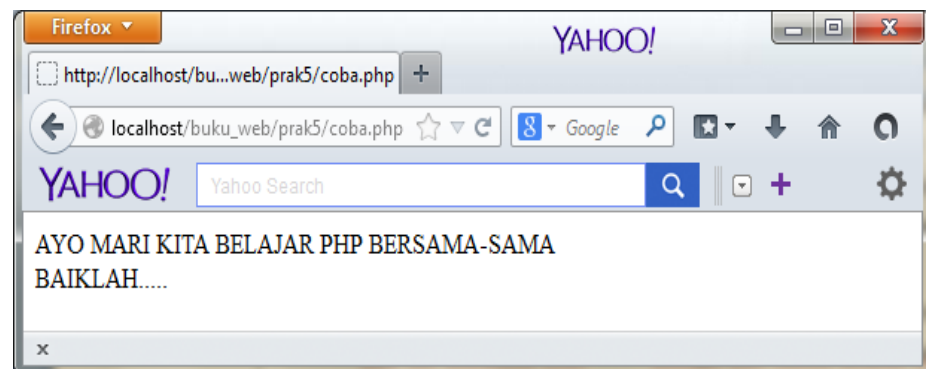 Firefox
YAHOO!
http://localhost/bu...web/prak5/coba.php
localhost/buku_web/prak5/coba.php
8 Google
YAHOO!
Yahoo Search
AYO MARI KITA BELAJAR PHP BERSAMA-SAMA
BAIKLAH.....